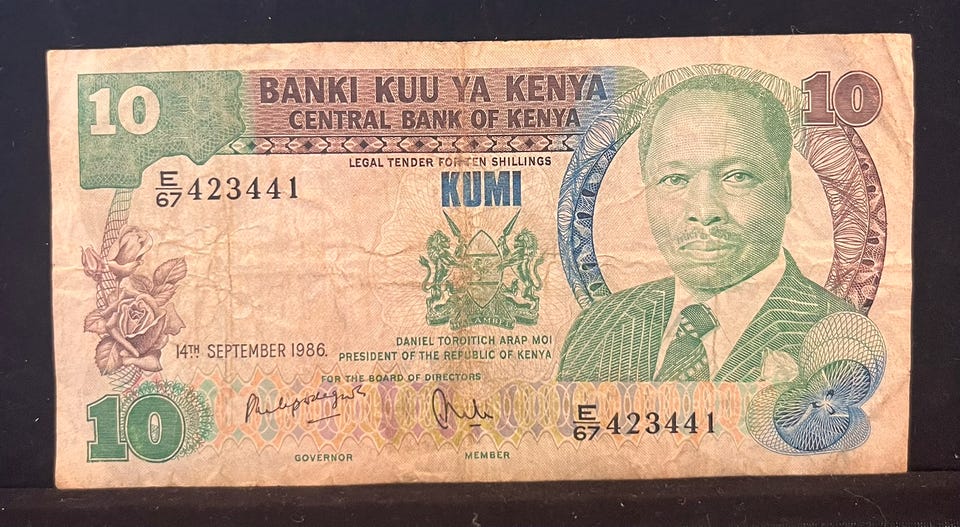 10
BANKI KUU YA KENYA
CENTRAL BANK OF KENYA
10
LEGAL TENDER FOR TEN SHILLINGS
KUMI
E/67 423441
DANIEL TOROITICH ARAP MOI
PRESIDENT OF THE REPUBLIC OF KENYA
14TH SEPTEMBER 1986.
FOR THE BOARD OF DIRECTORS
10
E/67 423441
GOVERNOR
MEMBER